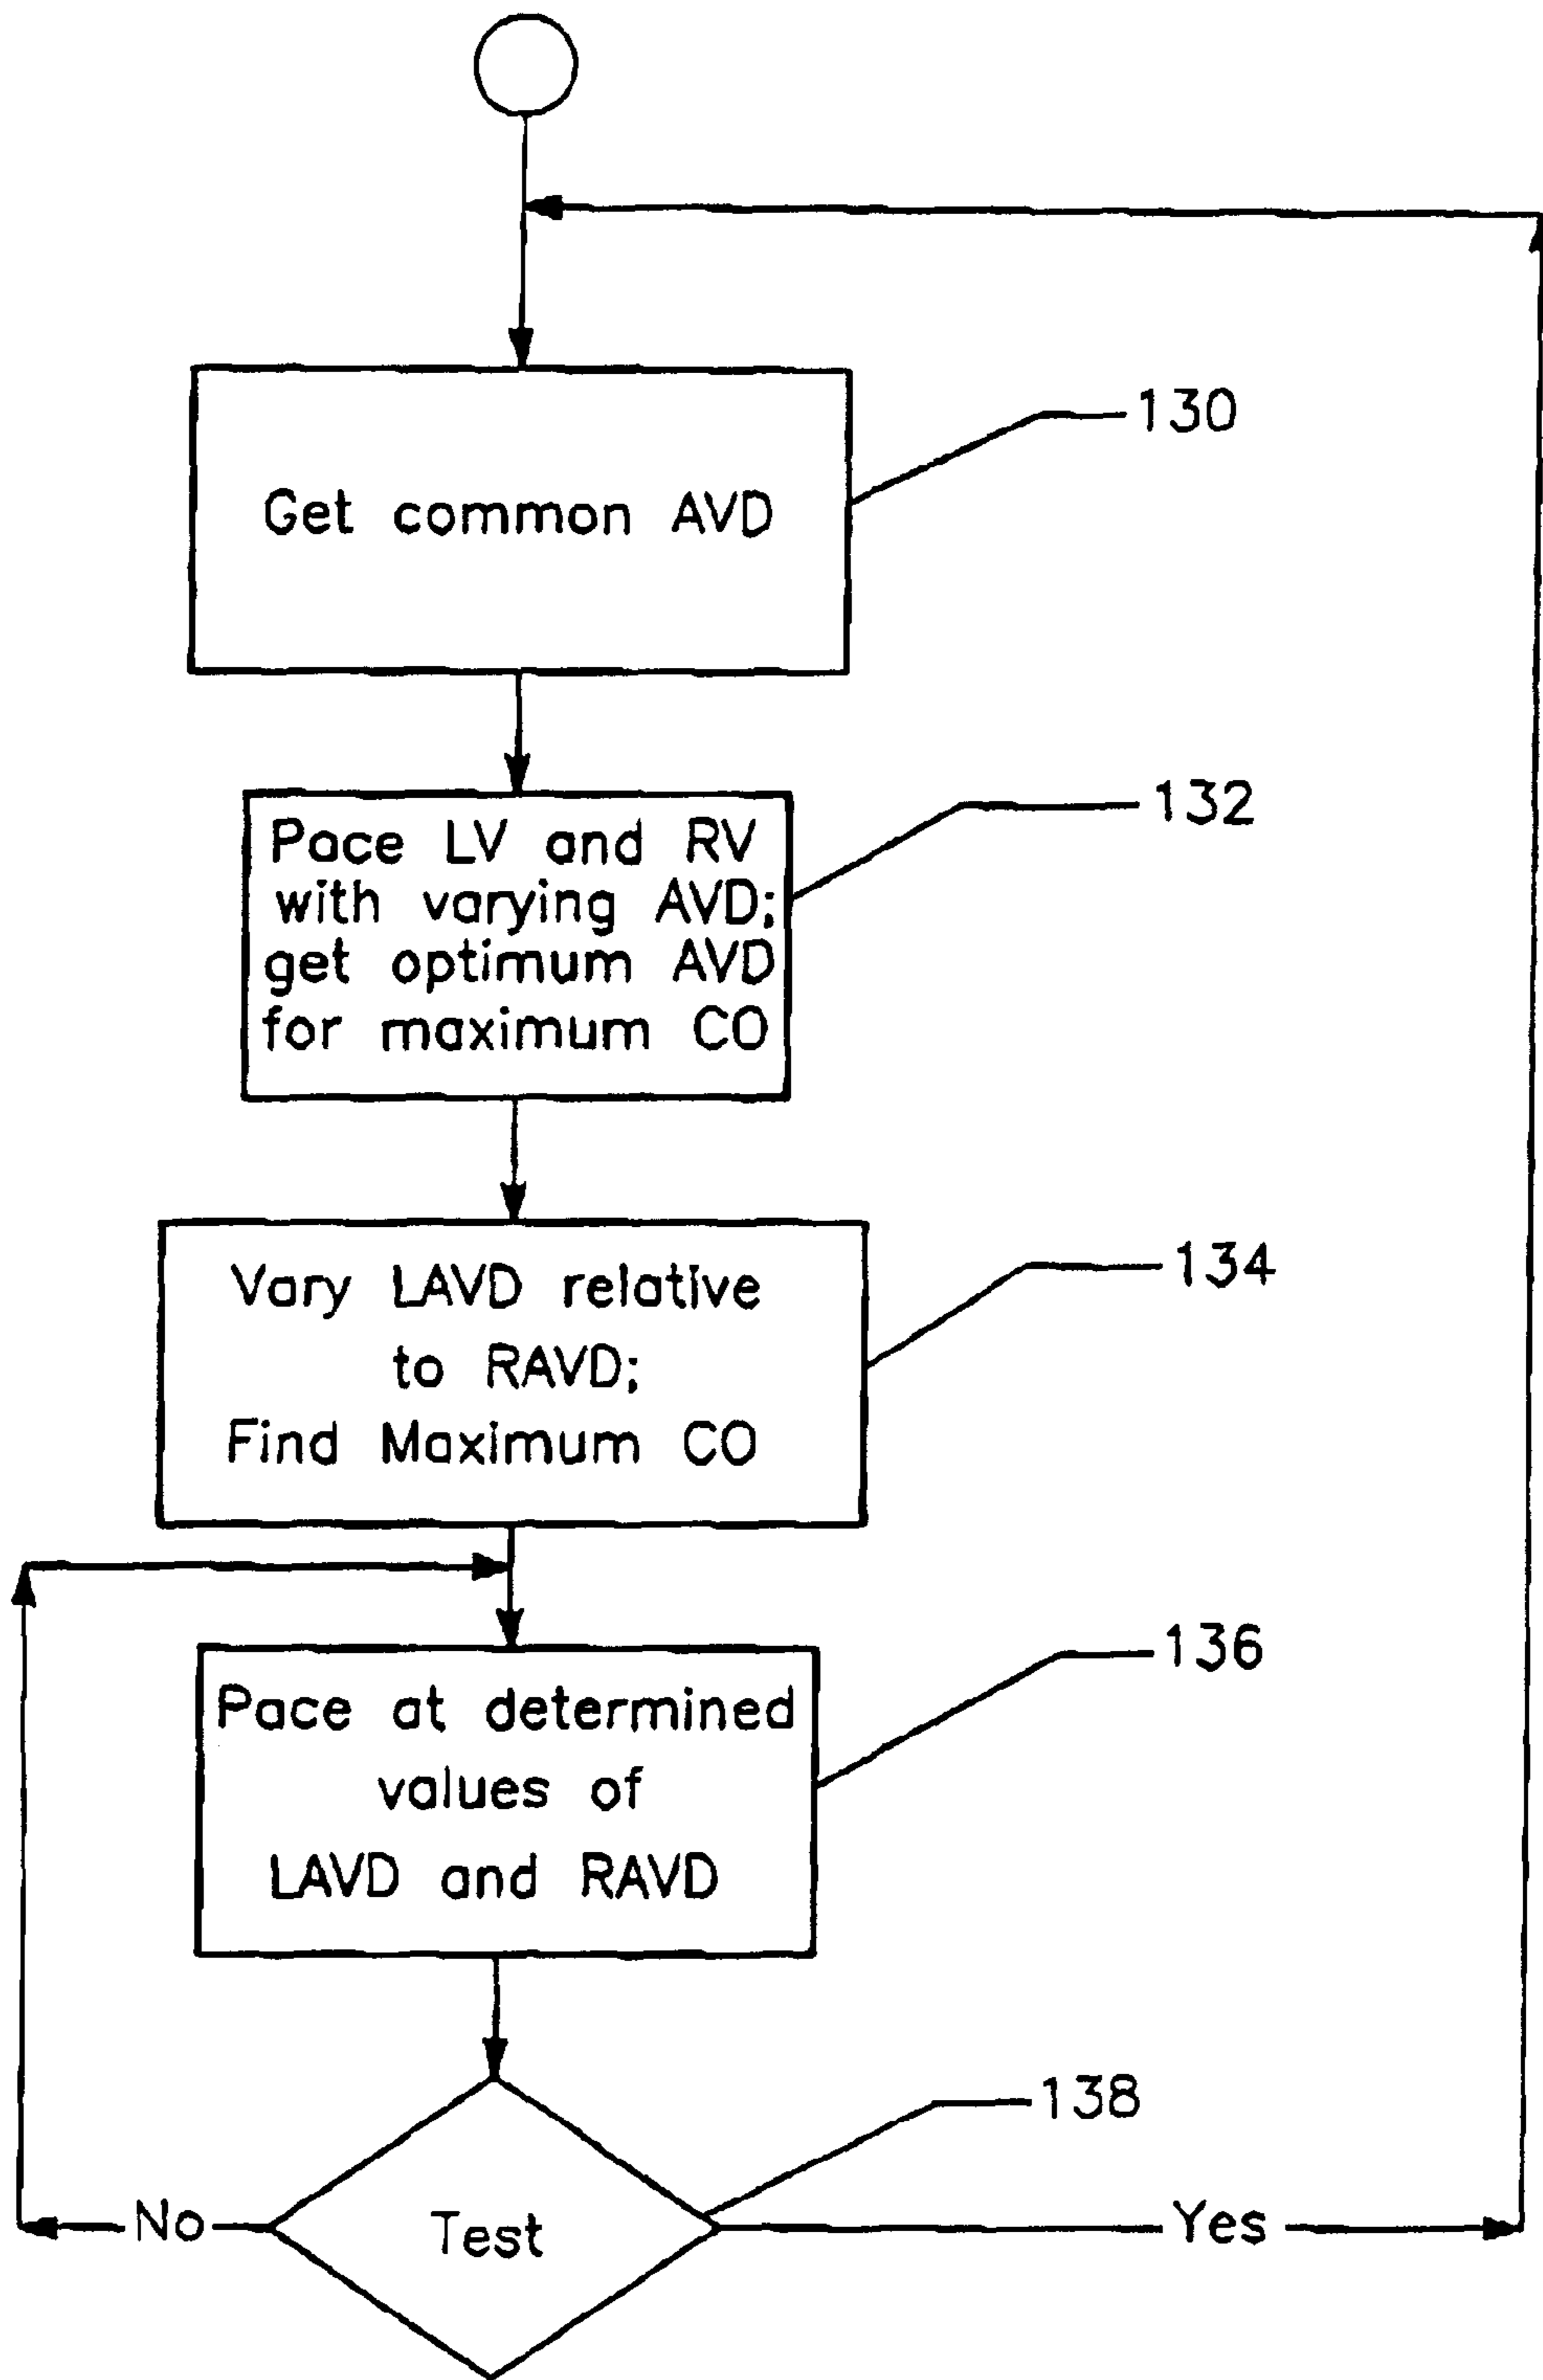 Get common AVD
130
Pace LV and RV
with varying AVD;
get optimum AVD
for maximum CO
132
Vary LAVD relative
to RAVD;
Find Maximum CO
134
Pace at determined
values of
LAVD and RAVD
136
Test
138
No
Yes